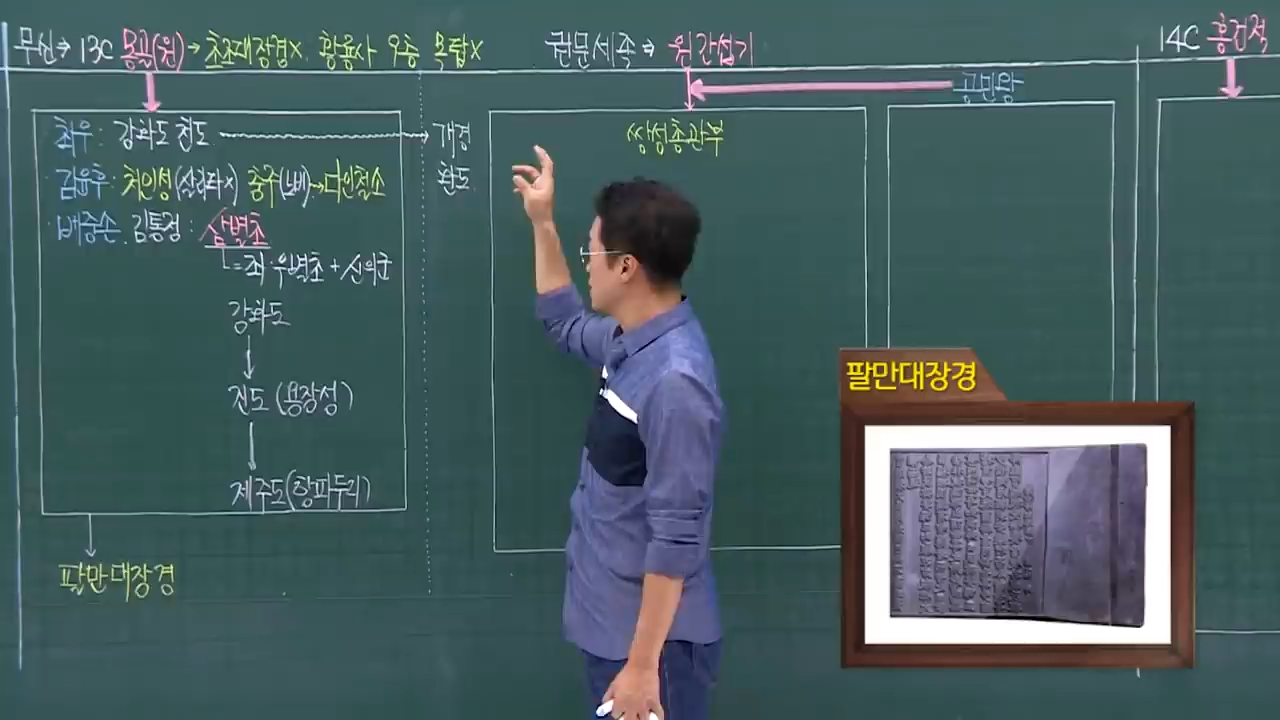 무신→ 13C 몽골(원)→ 초조대장경x. 황룡사 9층 목탑x
최우: 강화도 천도 → 개경 환도
김윤후: 처인성(살리타x) 충주(노비)→다인철소
배중손. 김통정: 삼별초
= 좌·우별초 + 신의군
강화도
진도 (용장성)
제주도(항파두리)
팔만대장경
권문세족 → 원간섭기
공민왕
쌍성총관부
14C 홍건적
팔만대장경